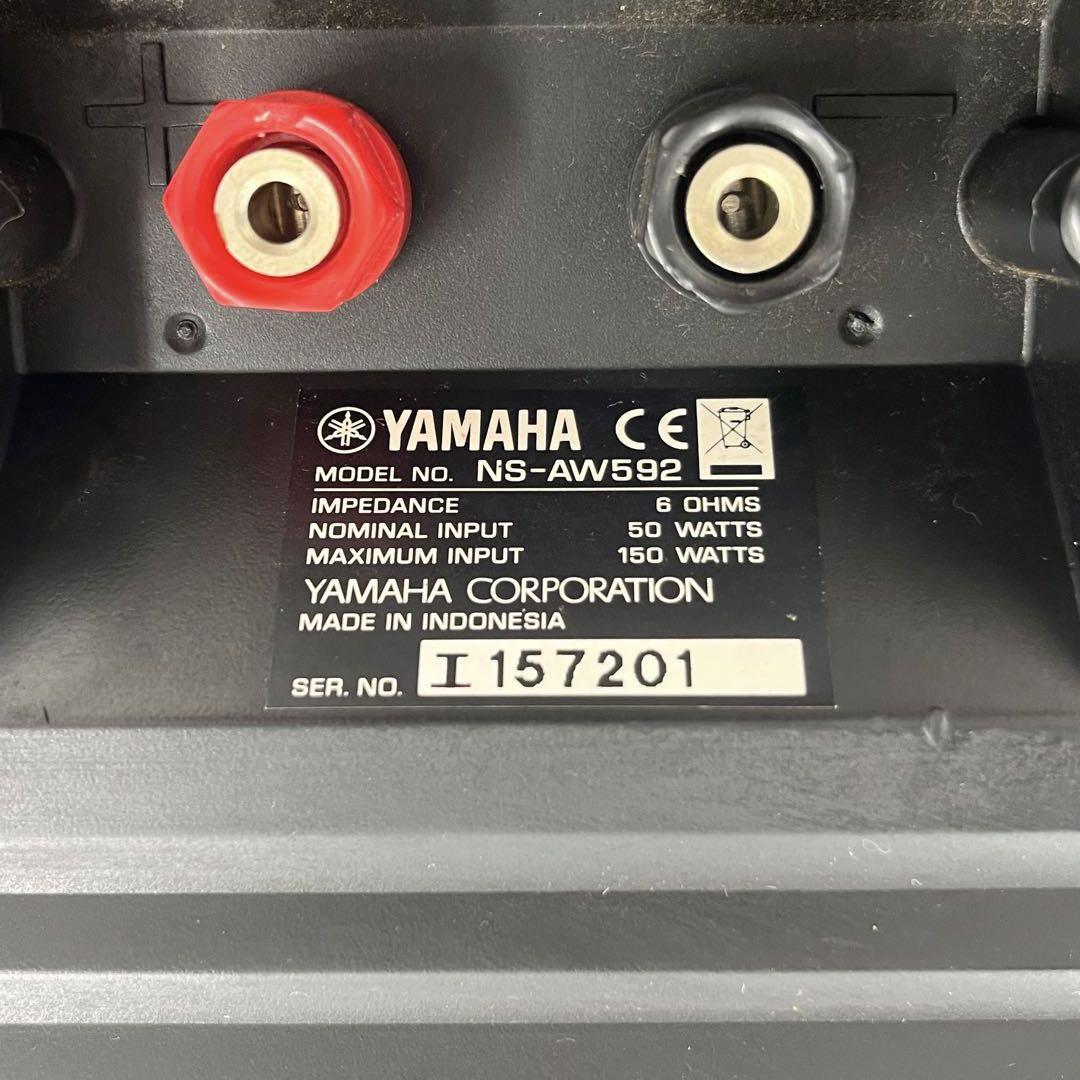 + −
YAMAHA CE
MODEL NO. NS-AW592
IMPEDANCE 6 OHMS
NOMINAL INPUT 50 WATTS
MAXIMUM INPUT 150 WATTS
YAMAHA CORPORATION
MADE IN INDONESIA
SER. NO. I157201